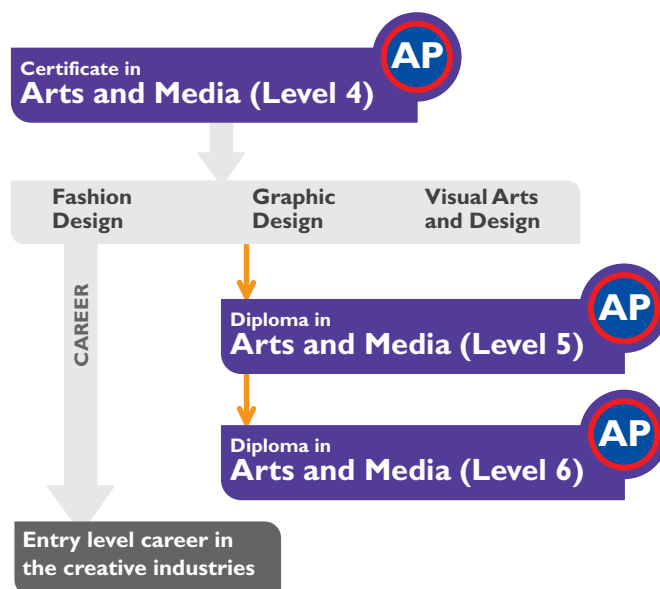 Certificate in
Arts and Media (Level 4)
AP
Fashion
Design
Graphic
Design
Visual Arts
and Design
CAREER
Diploma in
Arts and Media (Level 5)
AP
Diploma in
Arts and Media (Level 6)
AP
Entry level career in
the creative industries